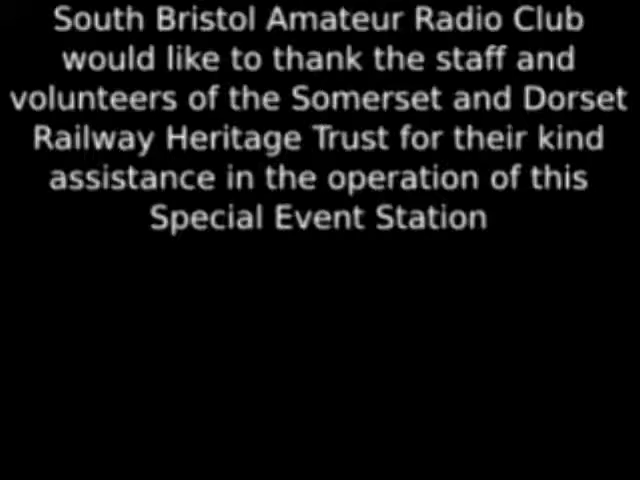 South Bristol Amateur Radio Club
would like to thank the staff and
volunteers of the Somerset and Dorset
Railway Heritage Trust for their kind
assistance in the operation of this
Special Event Station